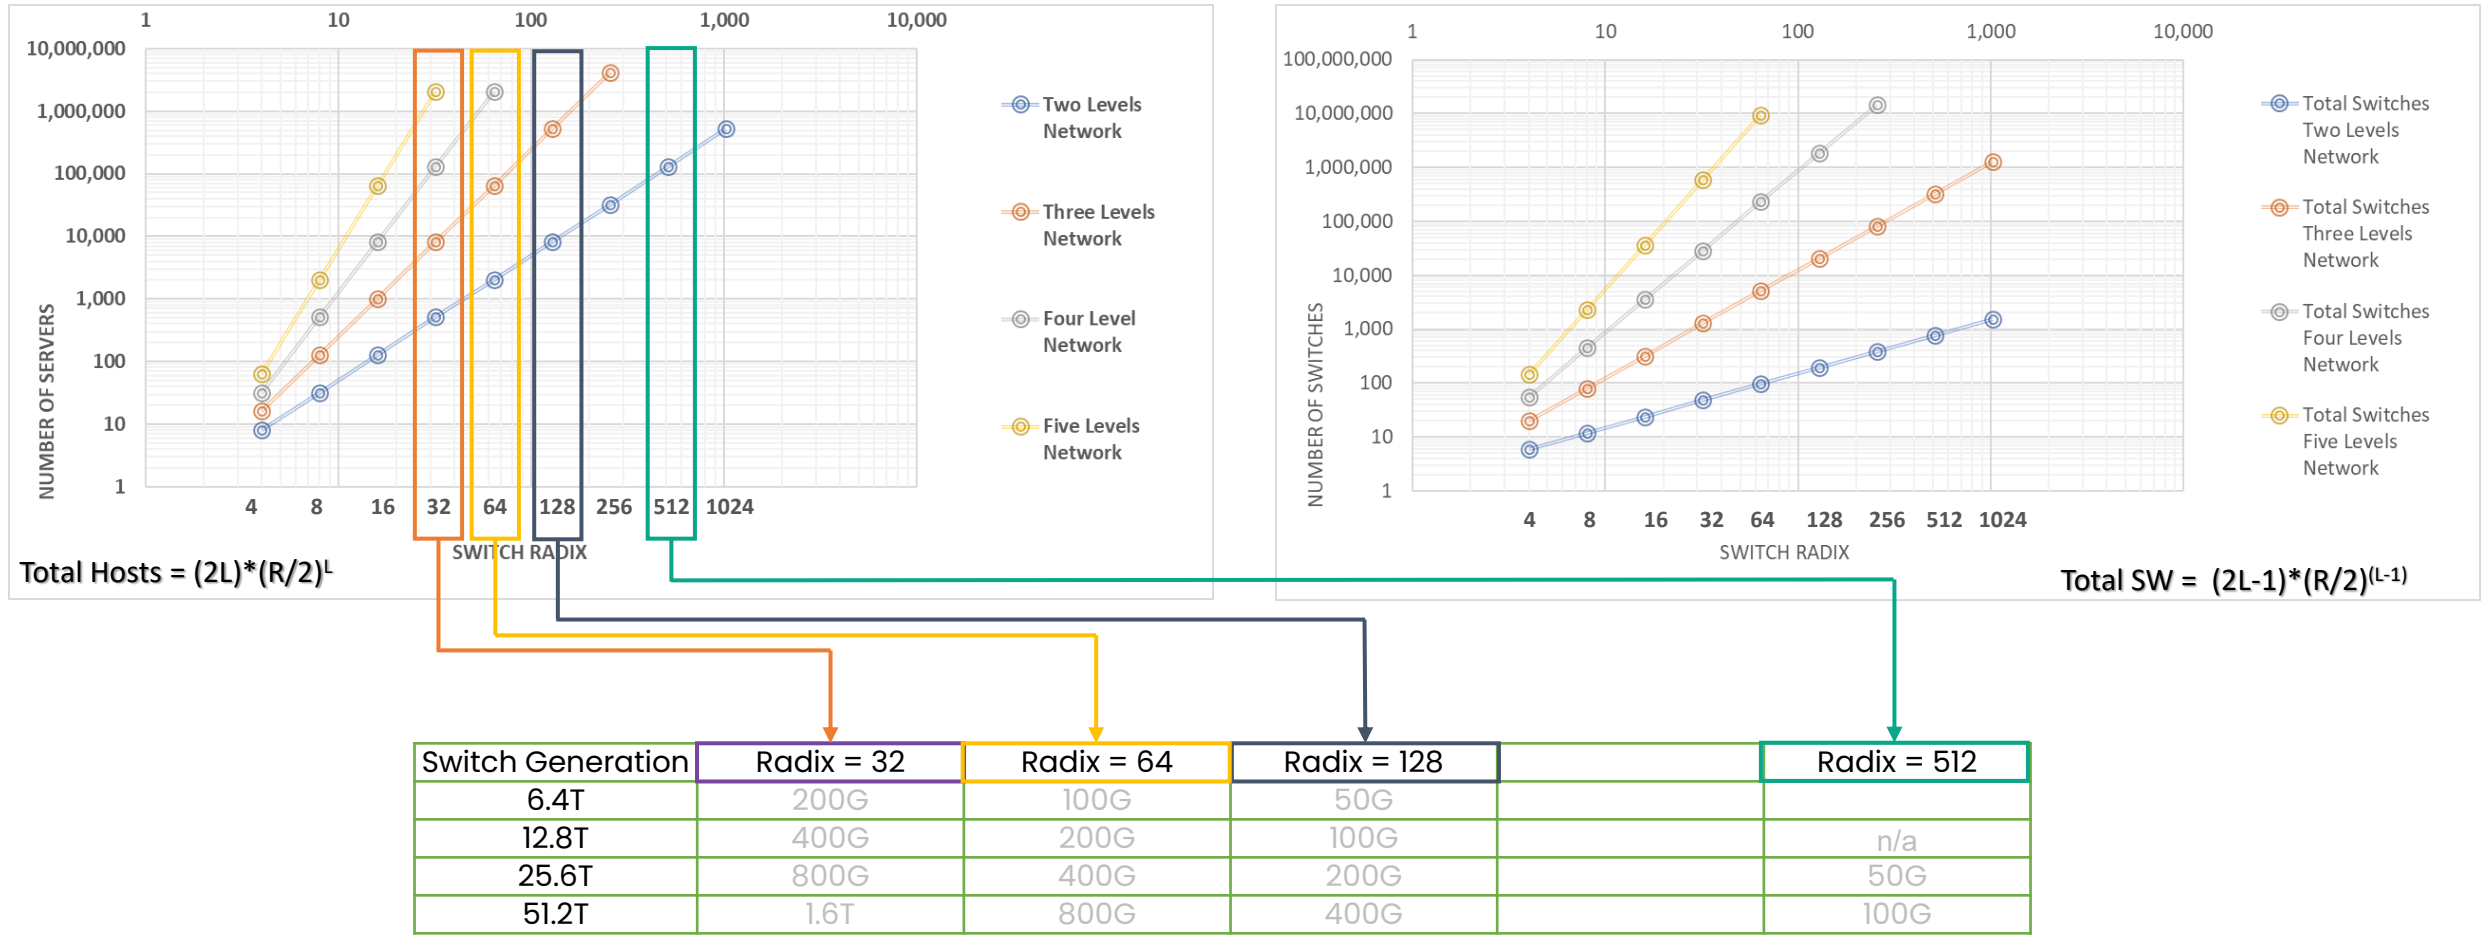 1 10 100 1,000 10,000
10,000,000
1,000,000
100,000
10,000
1,000
100
10
1
NUMBER OF SERVERS
4 8 16 32 64 128 256 512 1024
SWITCH RADIX
Total Hosts = (2L)*(R/2)^L
Two Levels
Network
Three Levels
Network
Four Level
Network
Five Levels
Network
1 10 100 1,000 10,000
100,000,000
10,000,000
1,000,000
100,000
10,000
1,000
100
10
1
NUMBER OF SWITCHES
4 8 16 32 64 128 256 512 1024
SWITCH RADIX
Total SW = (2L-1)*(R/2)^(L-1)
Total Switches
Two Levels
Network
Total Switches
Three Levels
Network
Total Switches
Four Levels
Network
Total Switches
Five Levels
Network
Switch Generation Radix = 32 Radix = 64 Radix = 128 Radix = 512
6.4T 200G 100G 50G
12.8T 400G 200G 100G n/a
25.6T 800G 400G 200G 50G
51.2T 1.6T 800G 400G 100G